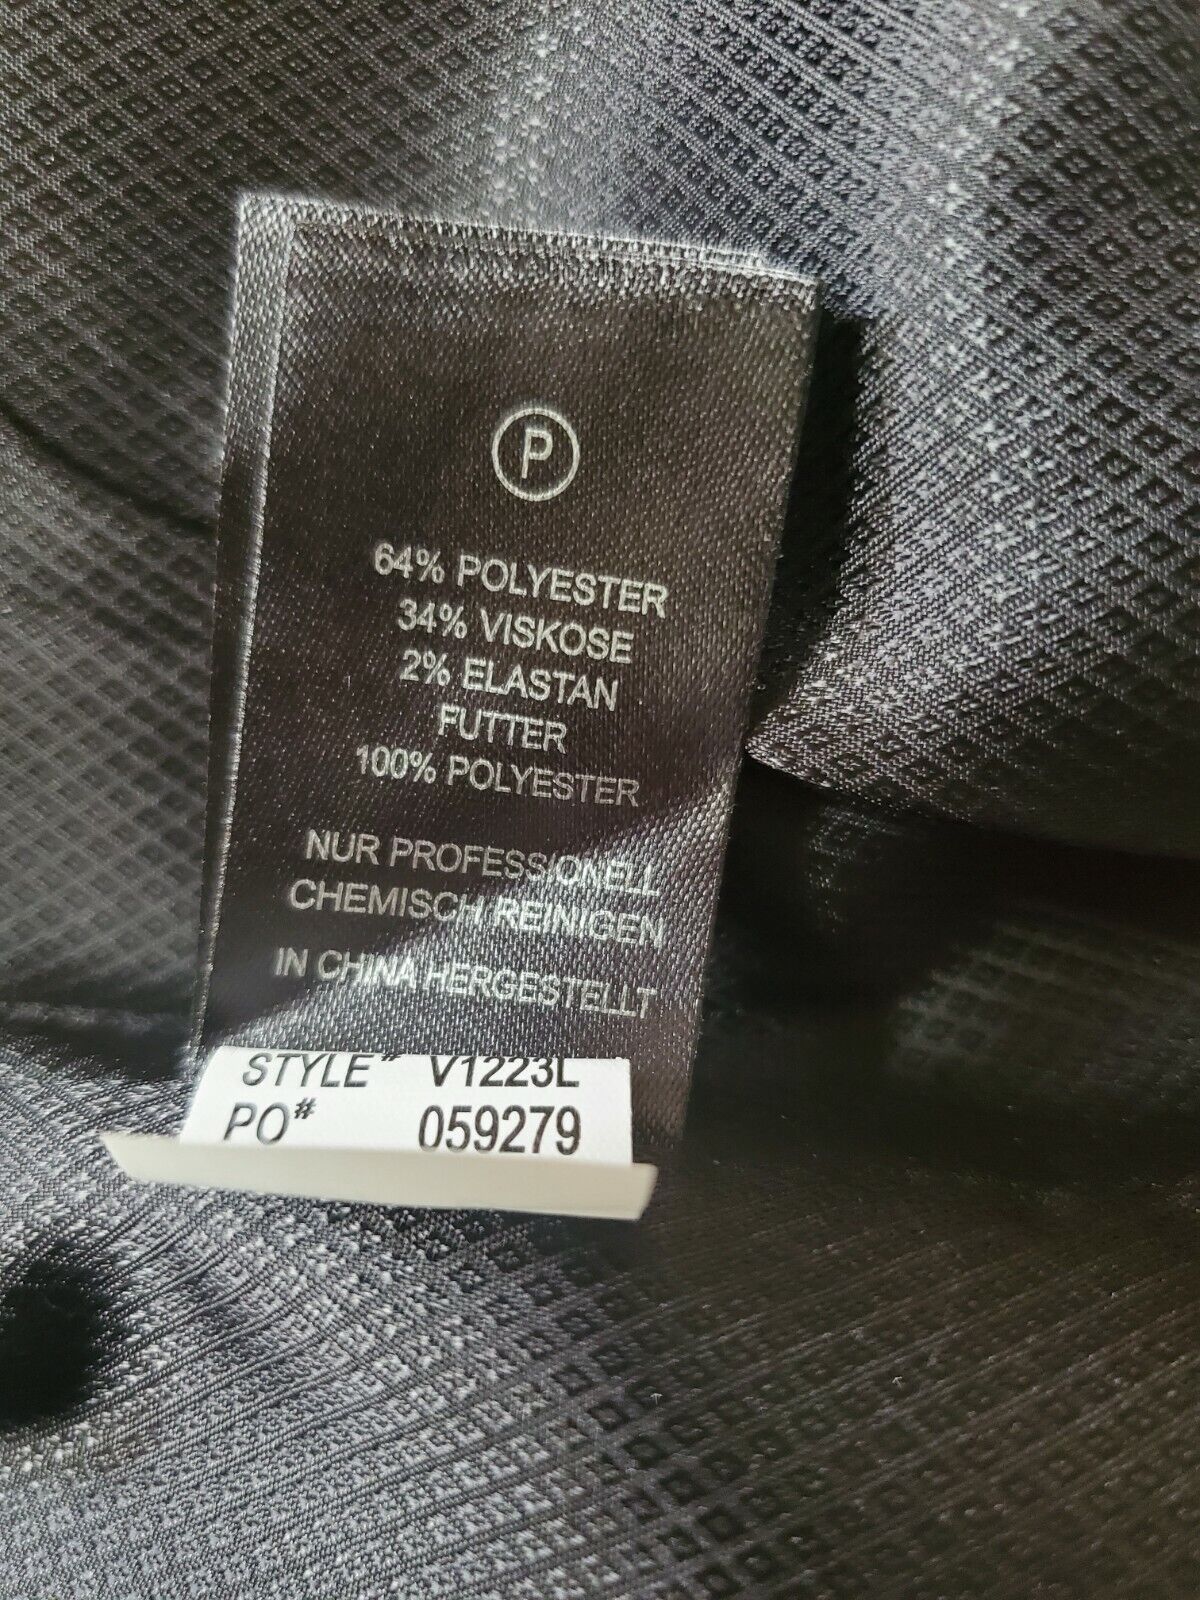 P
64% POLYESTER
34% VISKOSE
2% ELASTAN
FUTTER
100% POLYESTER
NUR PROFESSIONELL
CHEMISCH REINIGEN
IN CHINA HERGESTELLT
STYLE# V1223L
PO# 059279